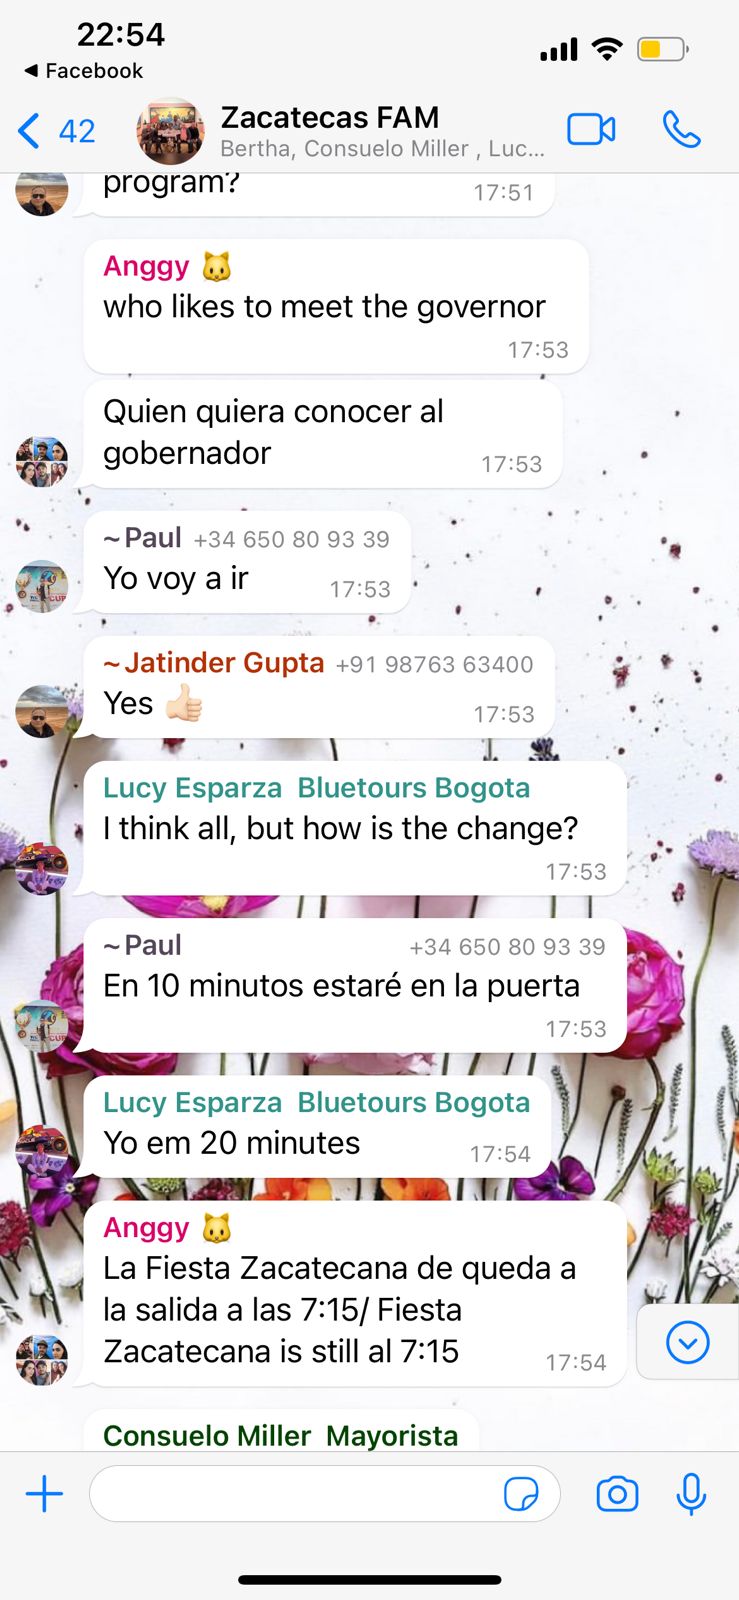 22:54
Facebook
42
Zacatecas FAM
Bertha, Consuelo Miller , Luc...
program?
17:51
Anggy 🐱
who likes to meet the governor
17:53
Quien quiera conocer al
gobernador
17:53
~Paul +34 650 80 93 39
Yo voy a ir
17:53
~Jatinder Gupta +91 98763 63400
Yes 👍🏻
17:53
Lucy Esparza Bluetours Bogota
I think all, but how is the change?
17:53
~Paul +34 650 80 93 39
En 10 minutos estaré en la puerta
17:53
Lucy Esparza Bluetours Bogota
Yo em 20 minutes
17:54
Anggy 🐱
La Fiesta Zacatecana de queda a
la salida a las 7:15/ Fiesta
Zacatecana is still al 7:15
17:54
Consuelo Miller Mayorista